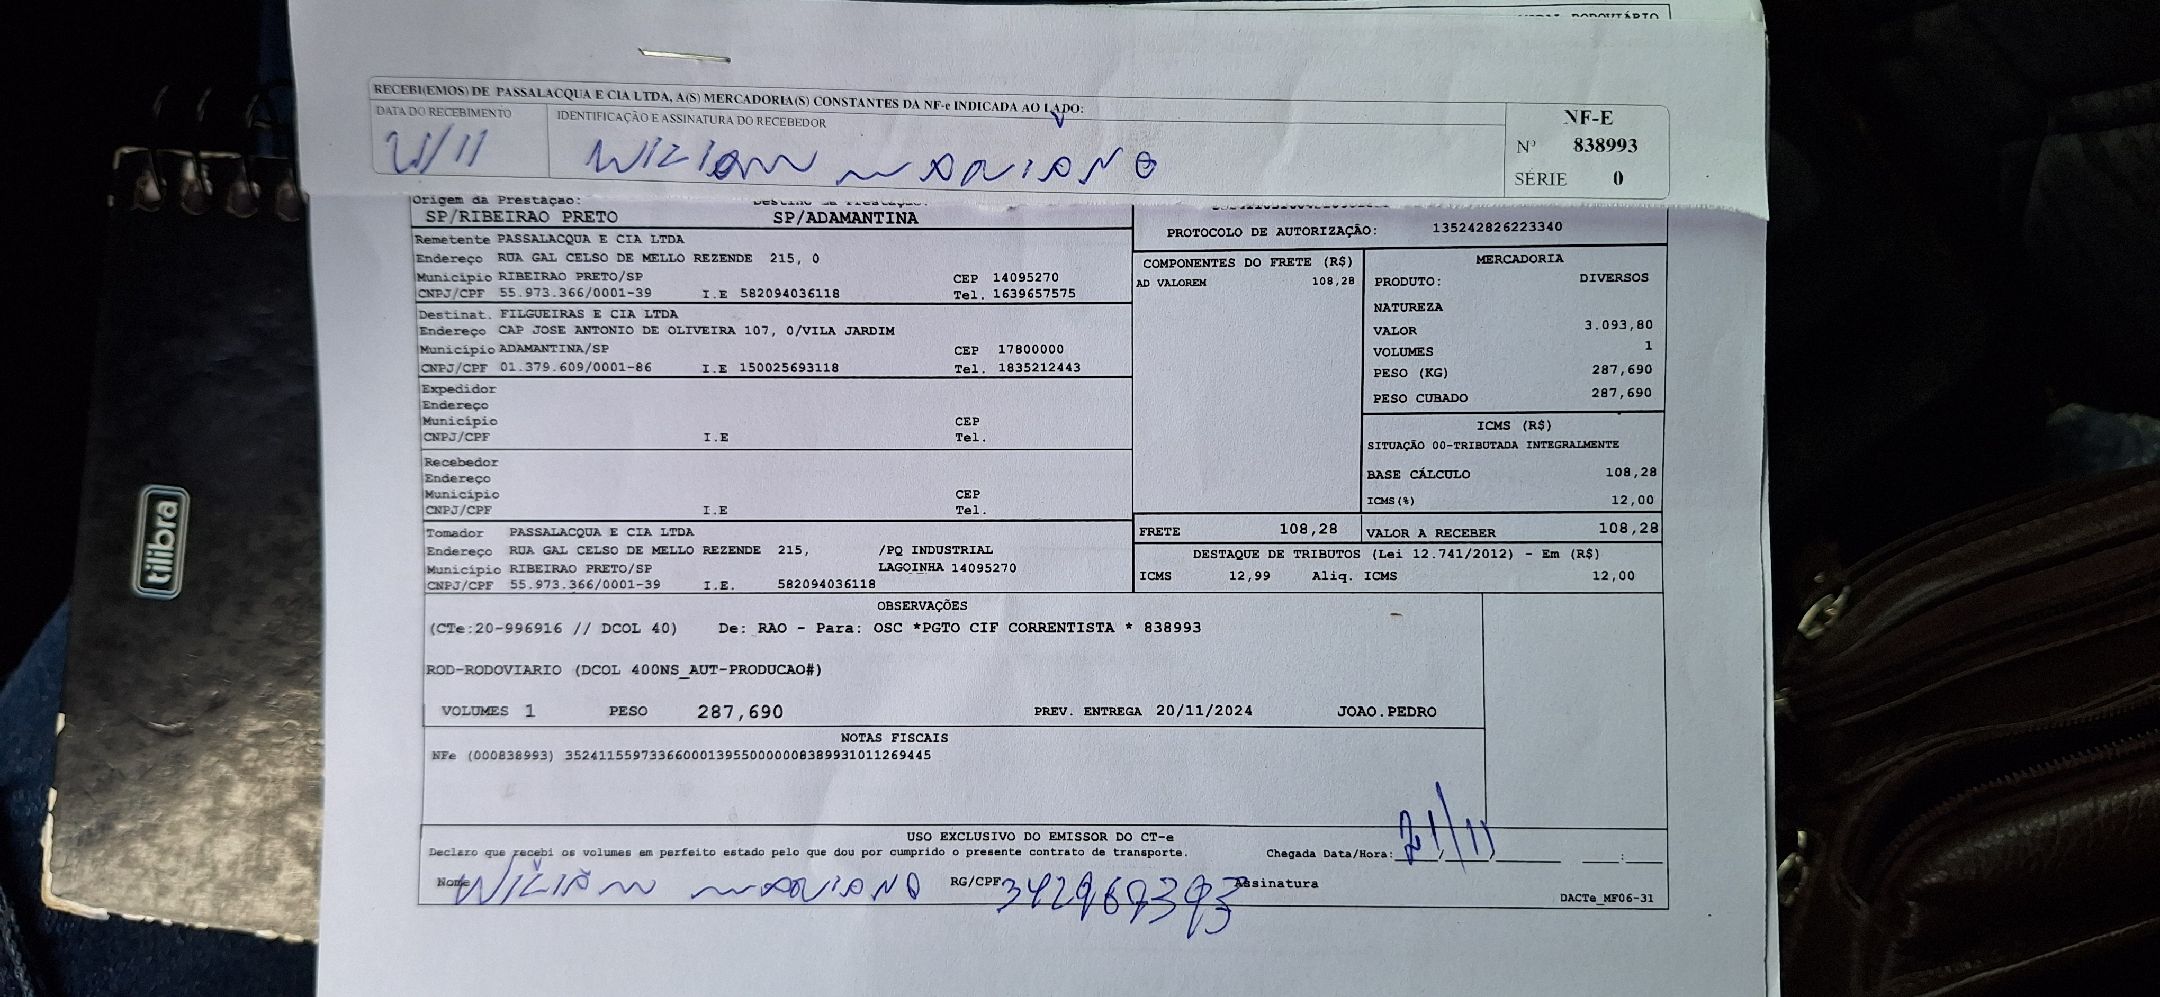 RECEBI(EMOS) DE PASSALACQUA E CIA LTDA, A(S) MERCADORIA(S) CONSTANTES DA NF-e INDICADA AO LADO:
DATA DO RECEBIMENTO IDENTIFICAÇÃO E ASSINATURA DO RECEBEDOR
21/11
NF-E
Nº 838993
SÉRIE 0
Origem da Prestaçao:
SP/RIBEIRAO PRETO SP/ADAMANTINA
PROTOCOLO DE AUTORIZAÇÃO: 135242826223340
Remetente PASSALACQUA E CIA LTDA
Endereço RUA GAL CELSO DE MELLO REZENDE 215, 0
Municipio RIBEIRAO PRETO/SP CEP 14095270
CNPJ/CPF 55.973.366/0001-39 I.E 582094036118 Tel. 1639657575
Destinat. FILGUEIRAS E CIA LTDA
Endereço CAP JOSE ANTONIO DE OLIVEIRA 107, 0/VILA JARDIM
Municipio ADAMANTINA/SP CEP 17800000
CNPJ/CPF 01.379.609/0001-86 I.E 150025693118 Tel. 1835212443
Expedidor
Endereço
Municipio CEP
CNPJ/CPF I.E Tel.
Recebedor
Endereço
Municipio CEP
CNPJ/CPF I.E Tel.
Tomador PASSALACQUA E CIA LTDA
Endereço RUA GAL CELSO DE MELLO REZENDE 215, /PQ INDUSTRIAL
Municipio RIBEIRAO PRETO/SP LAGOINHA 14095270
CNPJ/CPF 55.973.366/0001-39 I.E. 582094036118
COMPONENTES DO FRETE (R$)
AD VALOREM 108,28
MERCADORIA
PRODUTO: DIVERSOS
NATUREZA
VALOR 3.093,80
VOLUMES 1
PESO (KG) 287,690
PESO CUBADO 287,690
ICMS (R$)
SITUAÇÃO 00-TRIBUTADA INTEGRALMENTE
BASE CÁLCULO 108,28
ICMS(%) 12,00
FRETE 108,28 VALOR A RECEBER 108,28
DESTAQUE DE TRIBUTOS (Lei 12.741/2012) - Em (R$)
ICMS 12,99 Aliq. ICMS 12,00
OBSERVAÇÕES
(CTe:20-996916 // DCOL 40) De: RAO - Para: OSC *PGTO CIF CORRENTISTA * 838993
ROD-RODOVIARIO (DCOL 400NS_AUT-PRODUCAO#)
VOLUMES 1 PESO 287,690 PREV. ENTREGA 20/11/2024 JOAO.PEDRO
NOTAS FISCAIS
NFe (000838993) 35241155973366000139550000008389931011269445
USO EXCLUSIVO DO EMISSOR DO CT-e
Declaro que recebi os volumes em perfeito estado pelo que dou por cumprido o presente contrato de transporte. Chegada Data/Hora: 21/11
Nome RG/CPF Assinatura
DACTe_MF06-31
tilibra